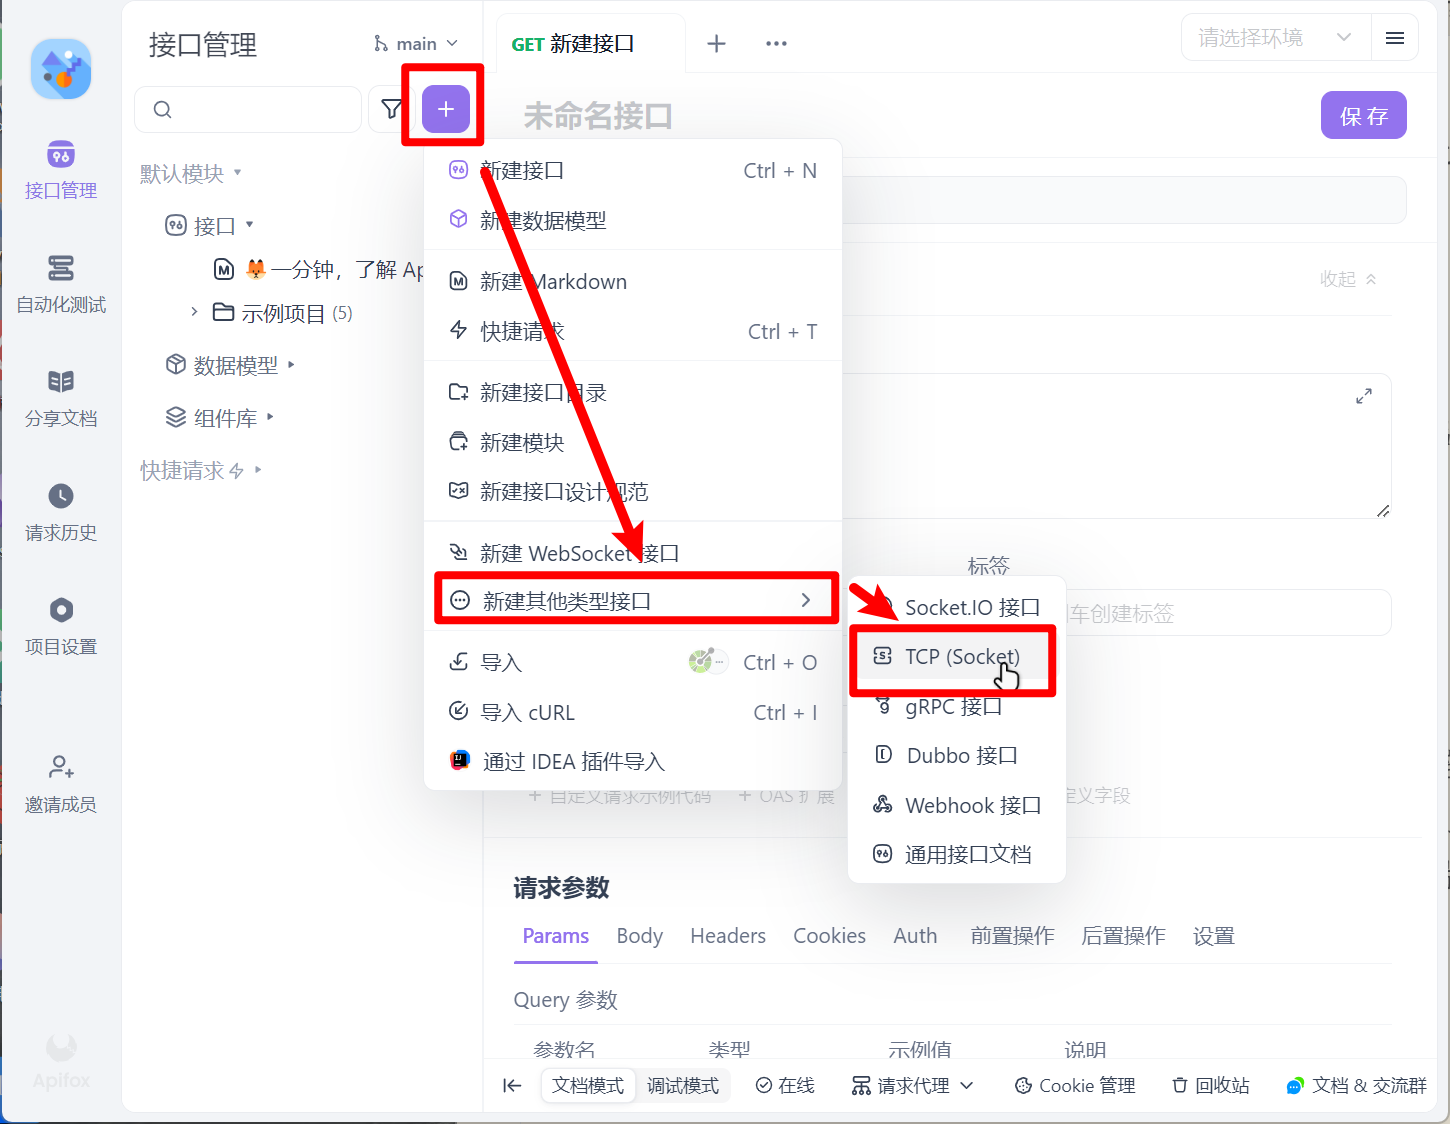 接口管理
main
GET 新建接口
请选择环境
未命名接口
保存
接口管理
自动化测试
分享文档
请求历史
项目设置
邀请成员
Apifox
默认模块
接口
一分钟，了解 Ap
示例项目 (5)
数据模型
组件库
快捷请求
新建接口 Ctrl + N
新建数据模型
新建 Markdown
快捷请求 Ctrl + T
新建接口目录
新建模块
新建接口设计规范
新建 WebSocket 接口
新建其他类型接口
导入 Ctrl + O
导入 cURL Ctrl + I
通过 IDEA 插件导入
Socket.IO 接口
TCP (Socket)
gRPC 接口
Dubbo 接口
Webhook 接口
通用接口文档
收起
标签
车创建标签
+ 自定义请求示例代码 + OAS 扩展
定义字段
请求参数
Params Body Headers Cookies Auth 前置操作 后置操作 设置
Query 参数
参数名 类型 示例值 说明
文档模式 调试模式 在线 请求代理 Cookie 管理 回收站 文档 & 交流群